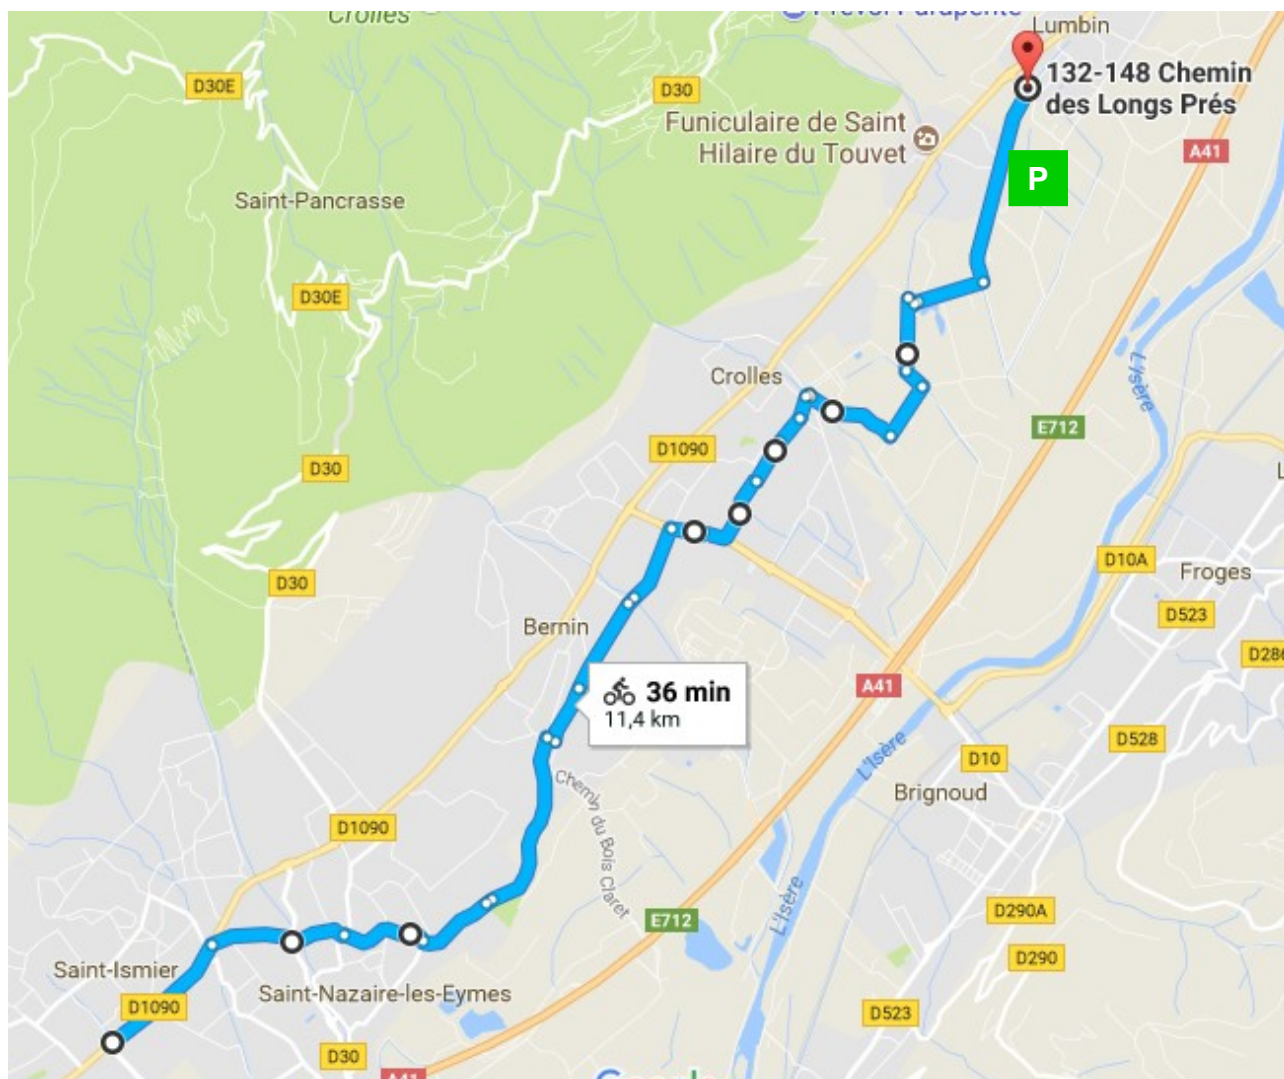 Crolles
Lumbin
132-148 Chemin
des Longs Prés
D30E
D30
Funiculaire de Saint
Hilaire du Touvet
A41
P
Saint-Pancrasse
D30E
L'Isère
Crolles
E712
D1090
D30
D10A
Froges
D30
D523
Bernin
D286
36 min
11,4 km
A41
D528
L'Isère
D10
Chemin du Bois Claret
Brignoud
D1090
L'Isère
D290A
E712
D290
Saint-Ismier
Saint-Nazaire-les-Eymes
D1090
D523
D30
A41